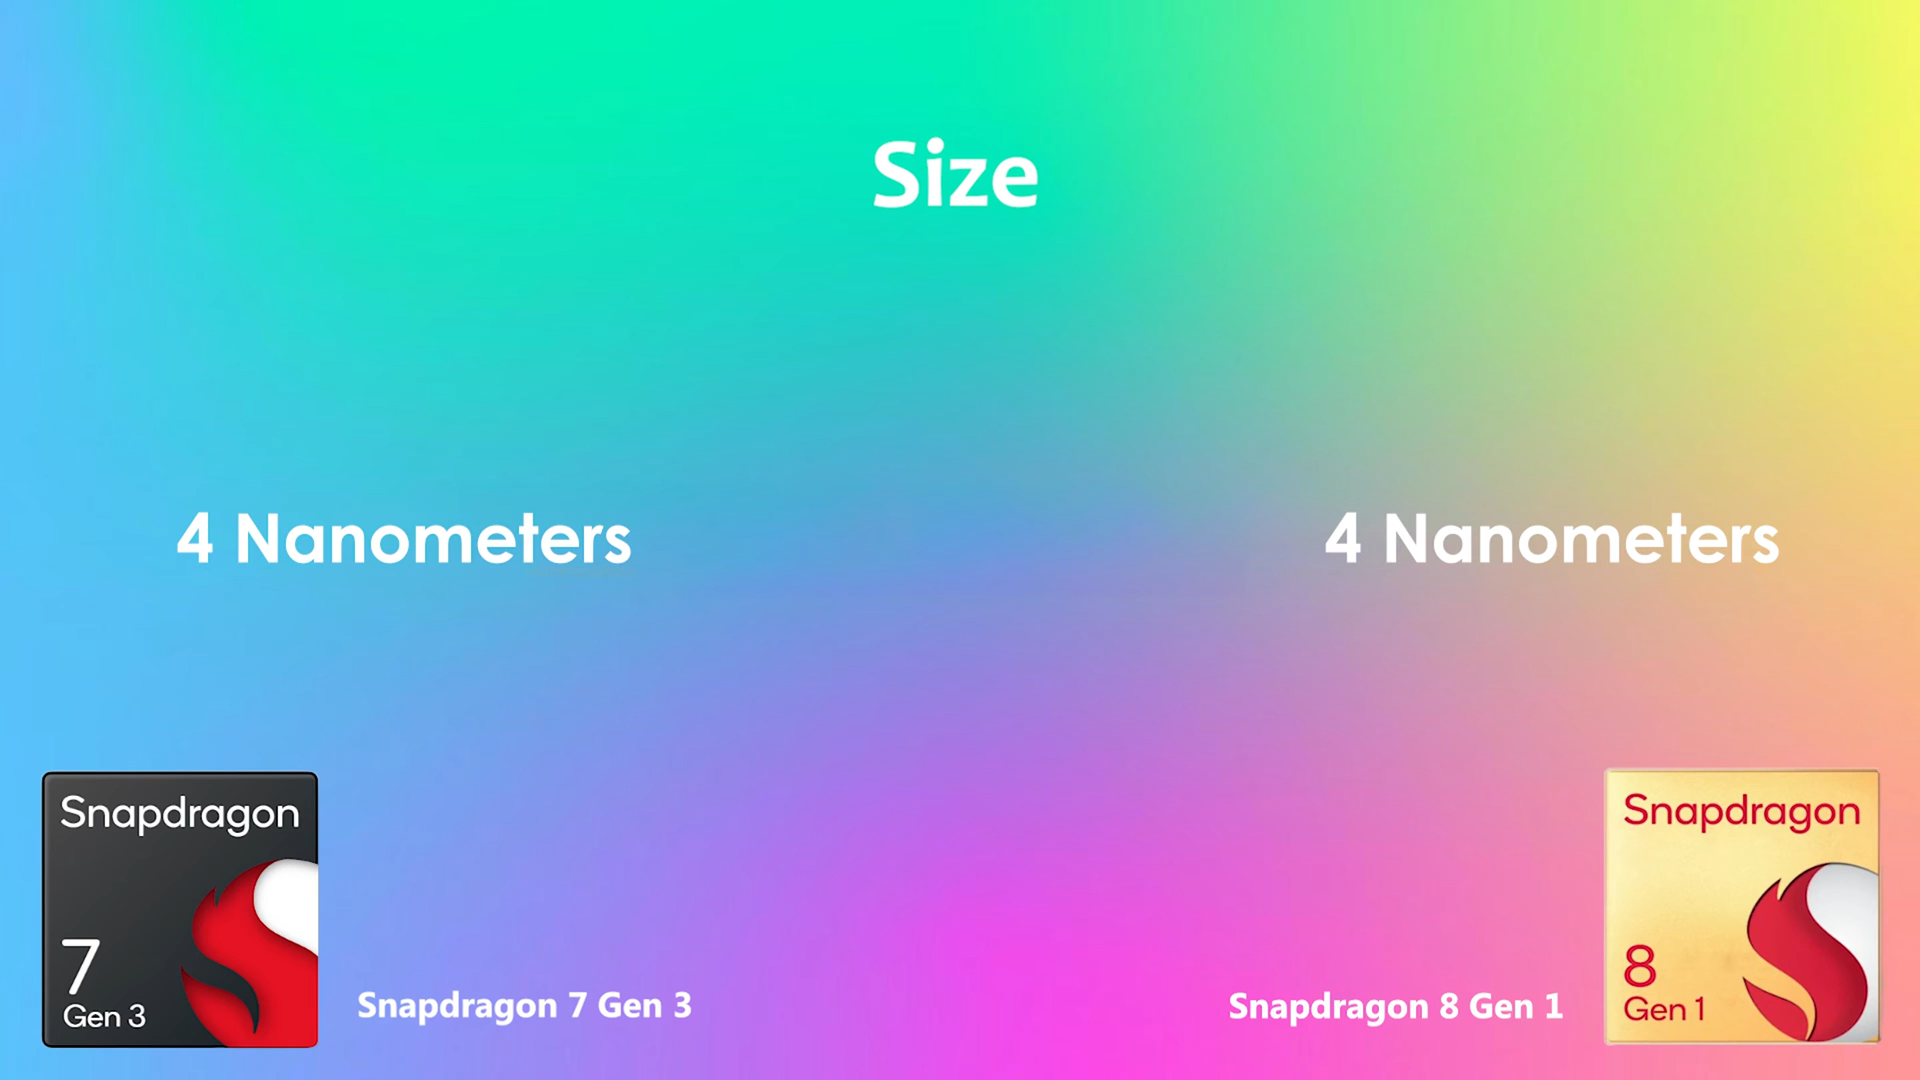 Size
4 Nanometers
4 Nanometers
Snapdragon
7
Gen 3
Snapdragon 7 Gen 3
Snapdragon 8 Gen 1
Snapdragon
8
Gen 1